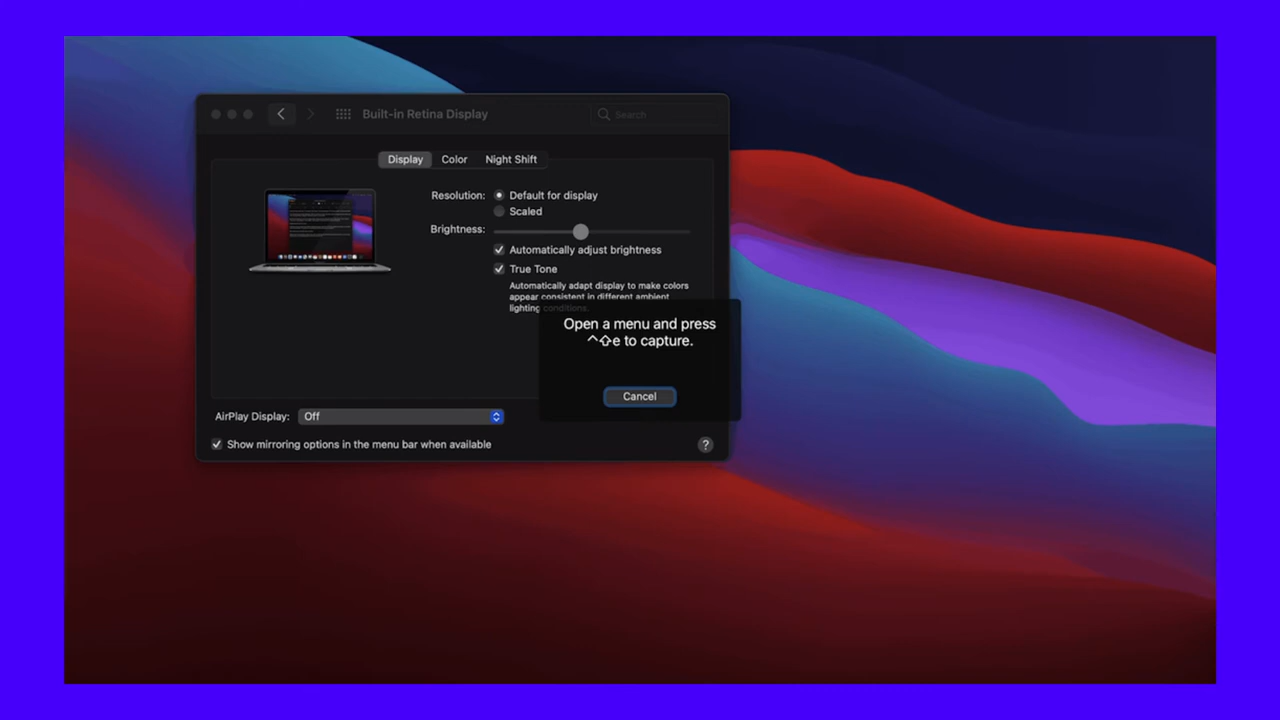 Built-in Retina Display
Search
Display
Color
Night Shift
Resolution:
Default for display
Scaled
Brightness:
Automatically adjust brightness
True Tone
Automatically adapt display to make colors
appear consistent in different ambient
lighting conditions.
Open a menu and press
^⇧e to capture.
Cancel
AirPlay Display:
Off
Show mirroring options in the menu bar when available
?